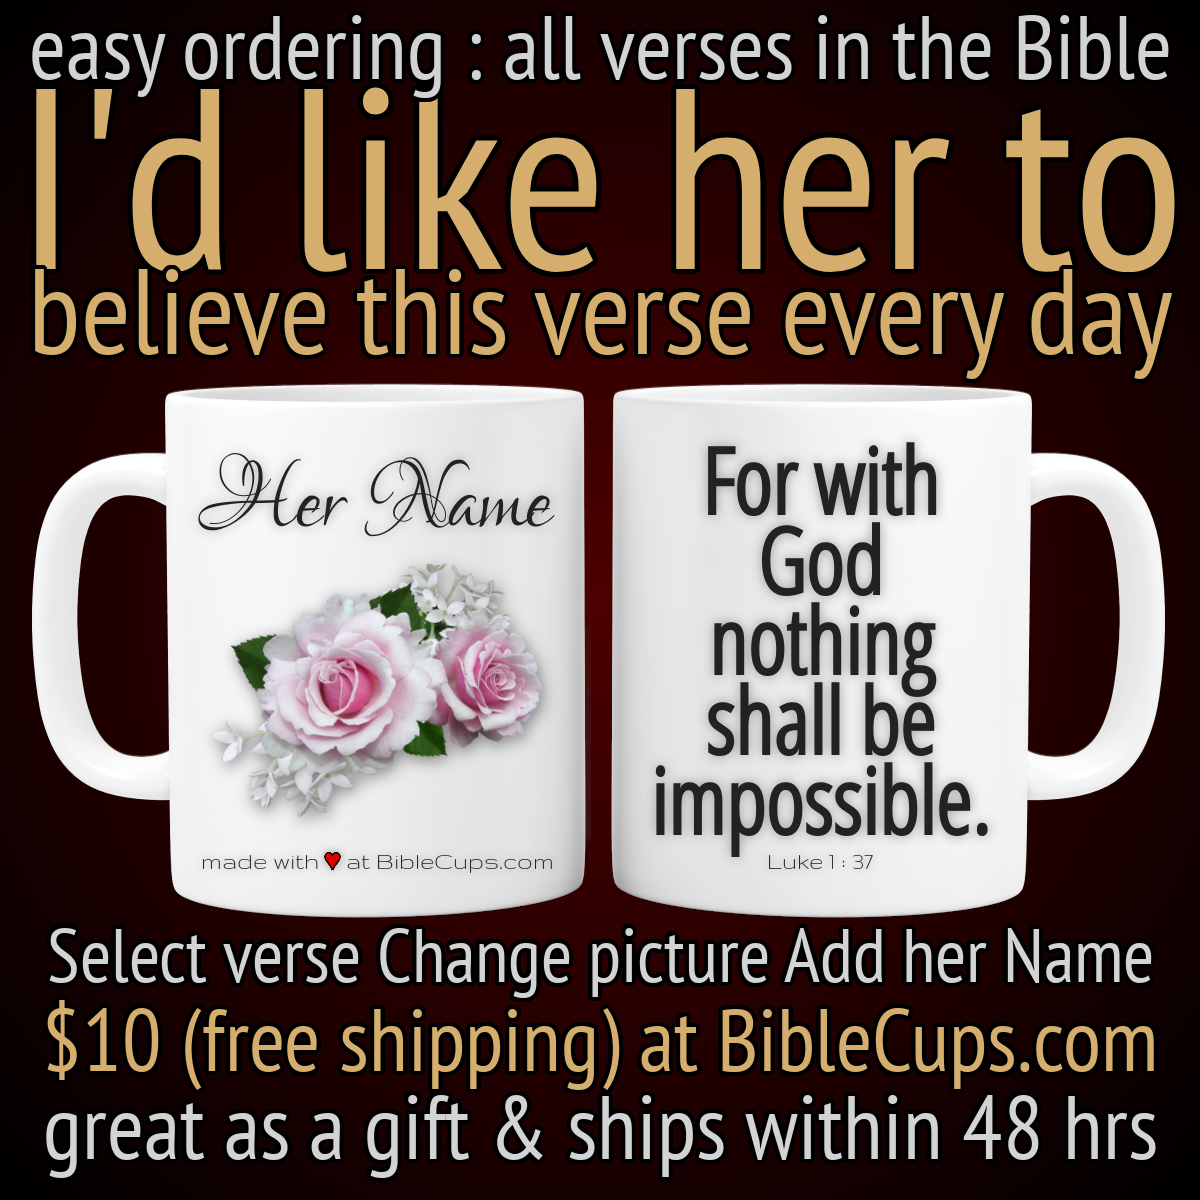 easy ordering : all verses in the Bible
I'd like her to
believe this verse every day
Her Name
made with ♥ at BibleCups.com
For with
God
nothing
shall be
impossible.
Luke 1 : 37
Select verse Change picture Add her Name
$10 (free shipping) at BibleCups.com
great as a gift & ships within 48 hrs